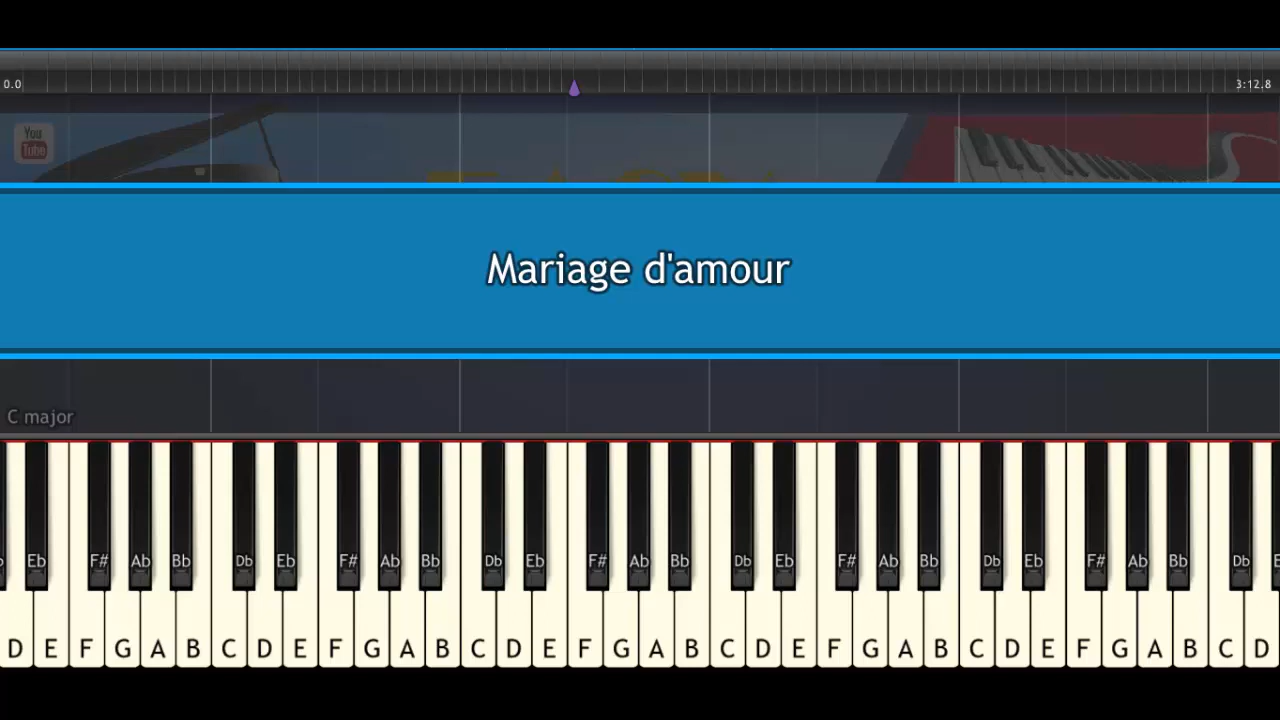 0.0 3:12.8
You
Tube
Mariage d'amour
C major
Eb F# Ab Bb Db Eb F# Ab Bb Db Eb F# Ab Bb Db Eb F# Ab Bb Db Eb F# Ab Bb Db
D E F G A B C D E F G A B C D E F G A B C D E F G A B C D E F G A B C D